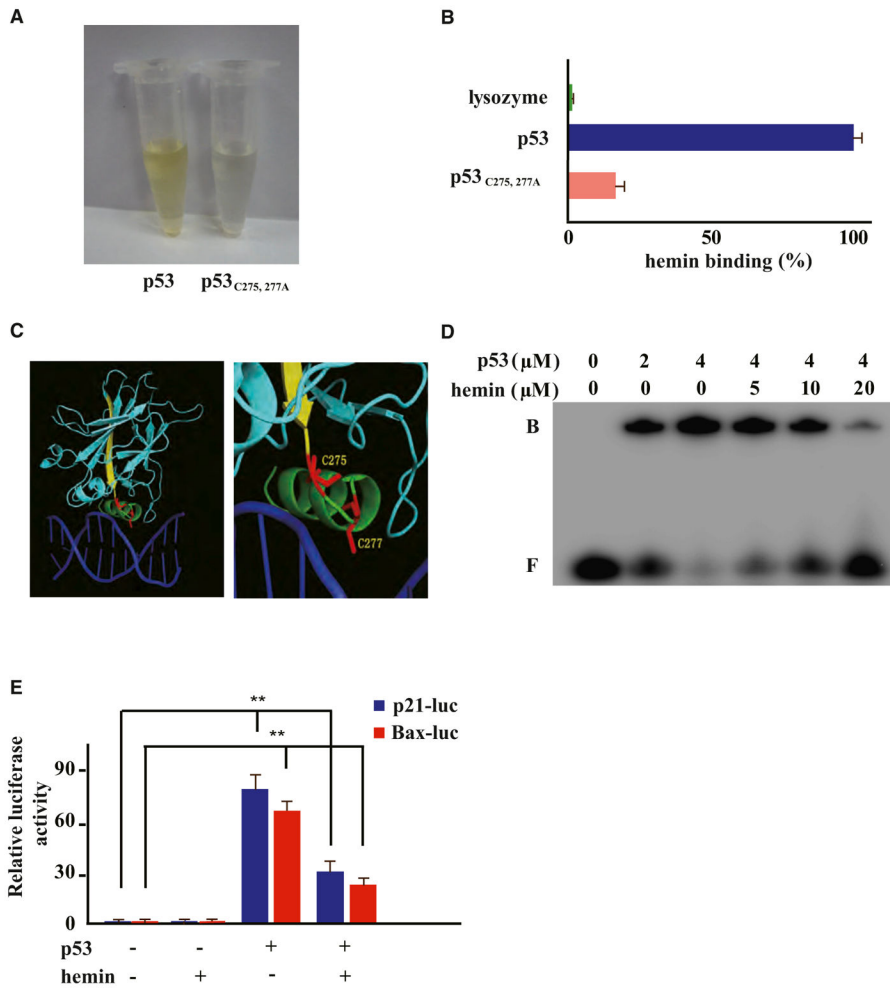 A
p53 p53C275, 277A
B
lysozyme
p53
p53 C275, 277A
0 50 100
hemin binding (%)
C
C275
C277
D
p53 (μM) 0 2 4 4 4 4
hemin (μM) 0 0 0 5 10 20
B
F
E
p21-luc
Bax-luc
**
**
Relative luciferase
activity
90
60
30
0
p53 - - + +
hemin - + - +